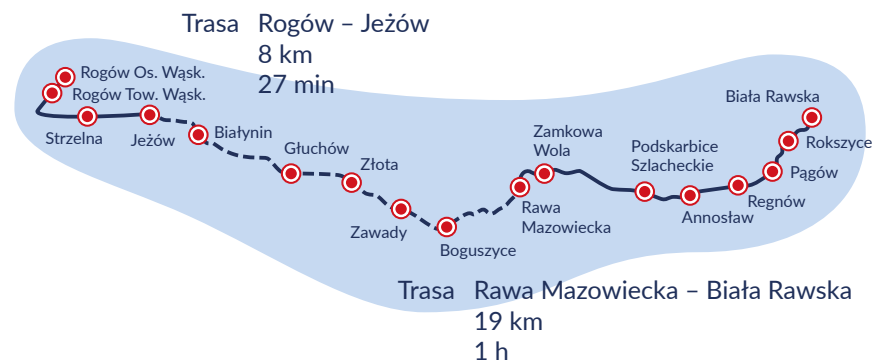 Trasa Rogów – Jeżów
8 km
27 min
Rogów Os. Wąsk.
Rogów Tow. Wąsk.
Strzelna
Jeżów
Białynin
Głuchów
Złota
Zawady
Boguszyce
Rawa
Mazowiecka
Zamkowa
Wola
Podskarbice
Szlacheckie
Annosław
Regnów
Pągów
Rokszyce
Biała Rawska
Trasa Rawa Mazowiecka – Biała Rawska
19 km
1 h